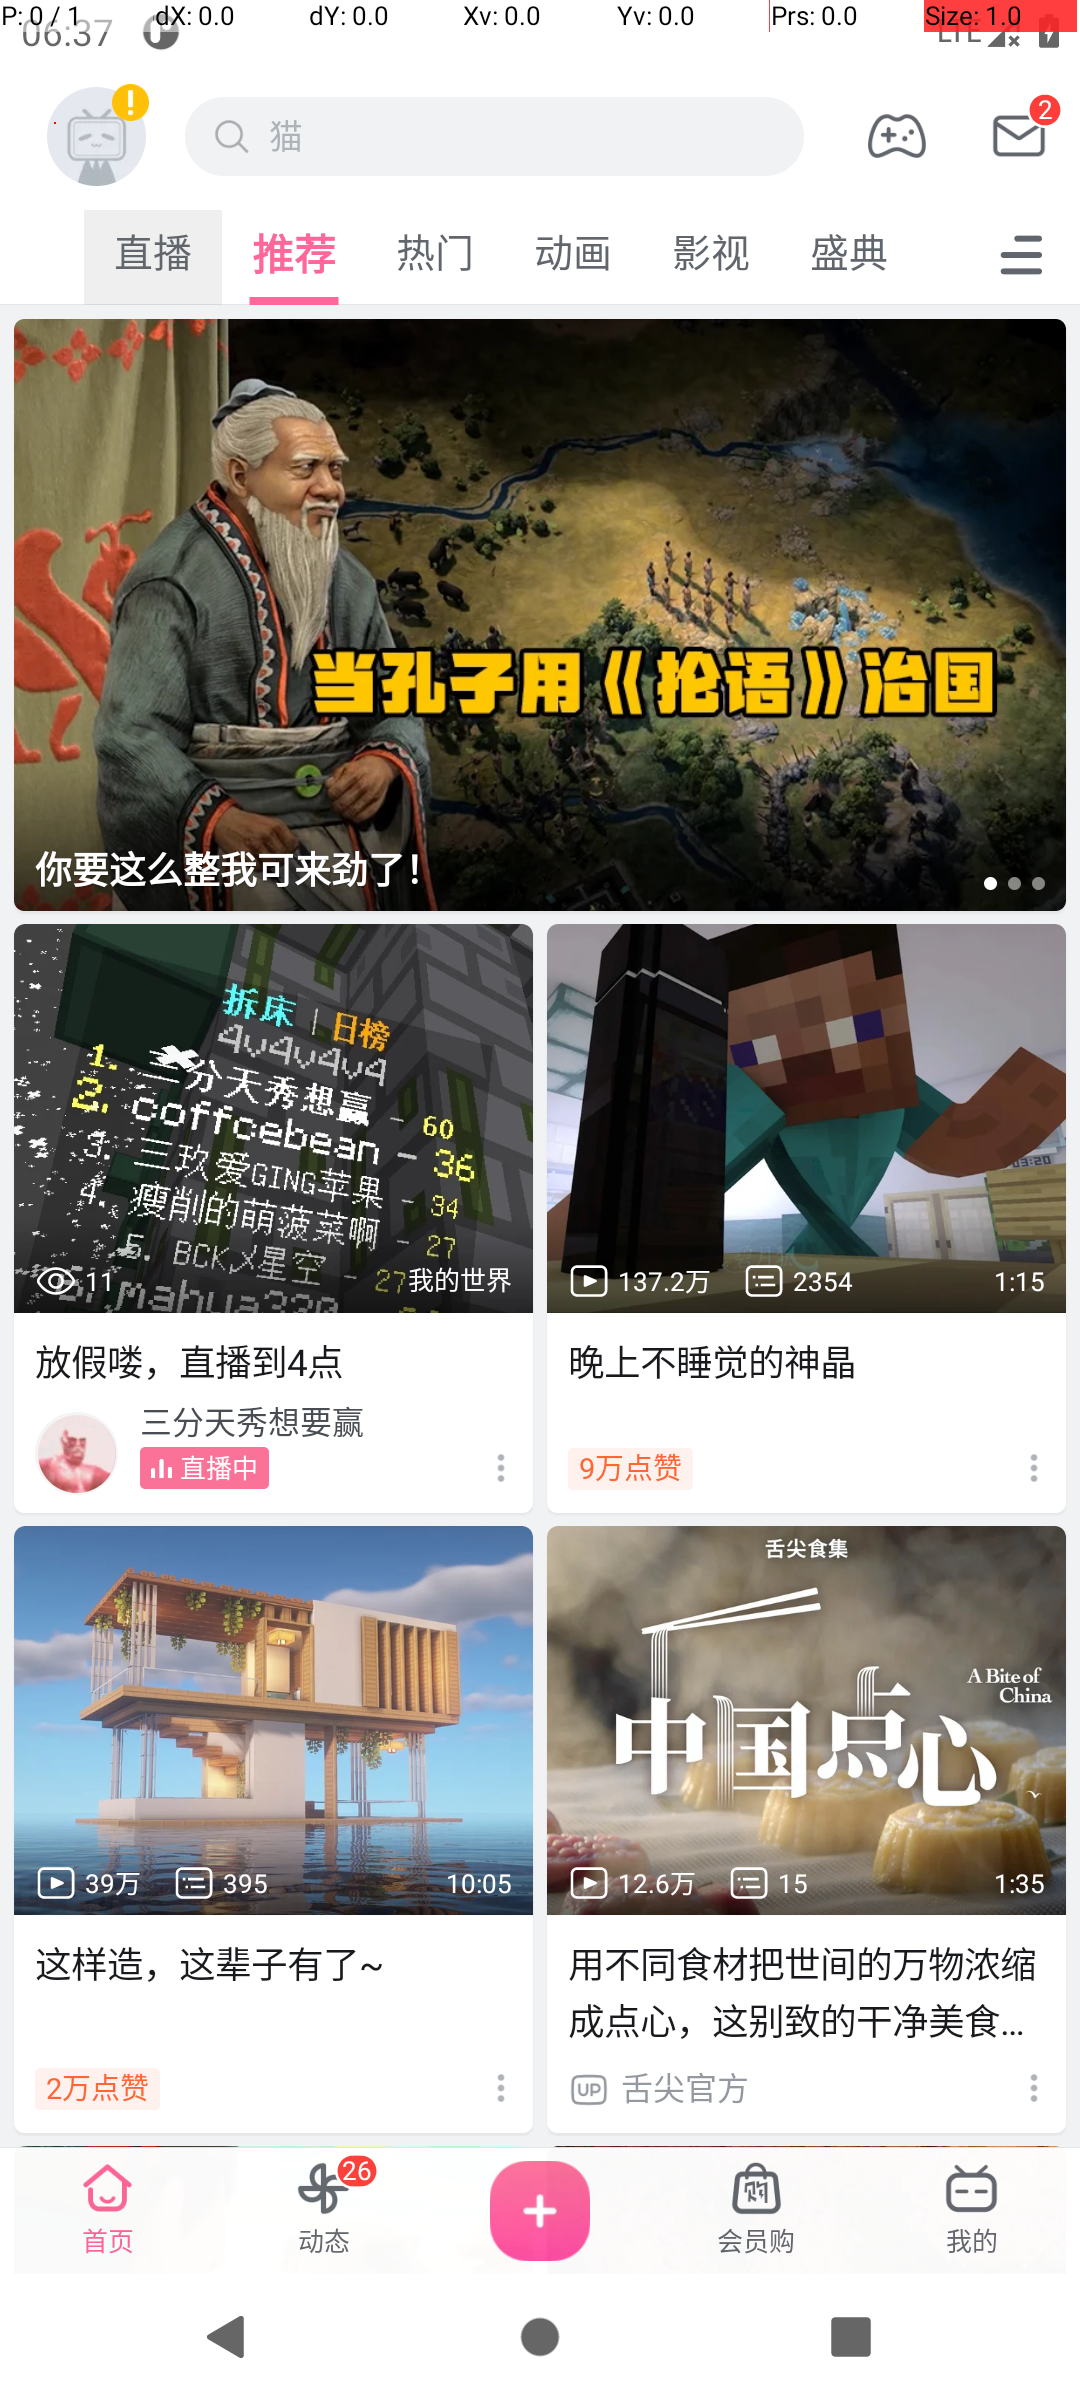 P: 0 / 1 dX: 0.0 dY: 0.0 Xv: 0.0 Yv: 0.0 Prs: 0.0 Size: 1.0
06:37 LTE
猫
2
直播 推荐 热门 动画 影视 盛典
当孔子用《抡语》治国
你要这么整我可来劲了！
拆床 | 日榜
4v4v4v4
1. 三分天秀想赢 - 60
2. coffcebean - 36
3. 三玖爱GING苹果 - 34
4. 瘦削的萌菠菜啊 - 27
5. BCK乄星空 - 27
11 我的世界
137.2万 2354 1:15
放假喽，直播到4点
三分天秀想要赢
直播中
晚上不睡觉的神晶
9万点赞
39万 395 10:05
舌尖食集
A Bite of
China
中国点心
12.6万 15 1:35
这样造，这辈子有了~
2万点赞
用不同食材把世间的万物浓缩
成点心，这别致的干净美食...
UP 舌尖官方
26
首页 动态 会员购 我的